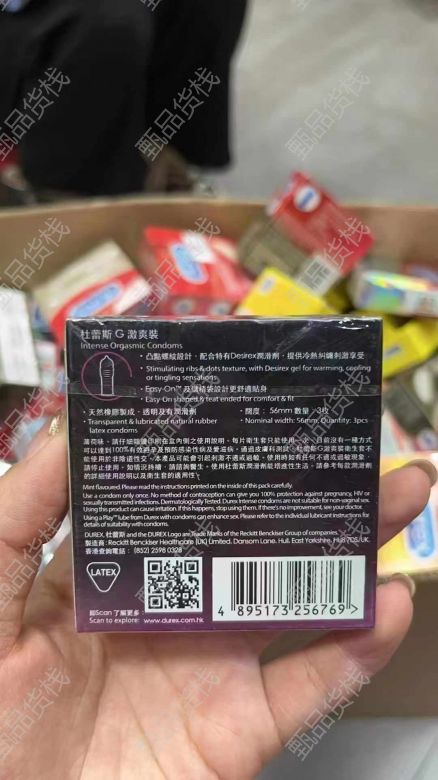 杜蕾斯 G 激爽裝
Intense Orgasmic Condoms
・凸點螺紋設計，配合特有Desirex潤滑劑，提供冷熱糾纏刺激享受
・Stimulating ribs & dots texture, with Desirex gel for warming, cooling
or tingling sensations
・Easy-On™ 及儲精袋設計更舒適貼身
・Easy-On shaped & teat ended for comfort & fit
・天然橡膠製成，透明及有潤滑劑
・Transparent & lubricated natural rubber
latex condoms
・闊度： 56mm 數量：3枚
・Nominal width: 56mm, Quantity: 3pcs
Mint flavoured. Please read the instructions printed on the inside of this pack carefully.
Use a condom only once. No method of contraception can give you 100% protection against pregnancy, HIV or
sexually transmitted infections. Dermatologically Tested. Durex Intense condoms are not suitable for non-vaginal sex.
Using this product can cause irritation. If this happens, stop using them. If there's no improvement, see your doctor.
Using a Play™ lube from Durex with condoms can enhance sex. Please refer to the individual lubricant instructions for
details of suitability with condoms.
DUREX, 杜蕾斯 and the DUREX Logo are Trade Marks of the Reckitt Benckiser Group of companies.
製造商： Reckitt Benckiser Healthcare (UK) Limited, Dansom Lane, Hull, East Yorkshire, HU8 7DS, UK.
香港查詢電話： (852) 2598 0328
LATEX
即Scan 了解更多
Scan to explore: www.durex.com.hk
4 895173 256769
甄品货栈